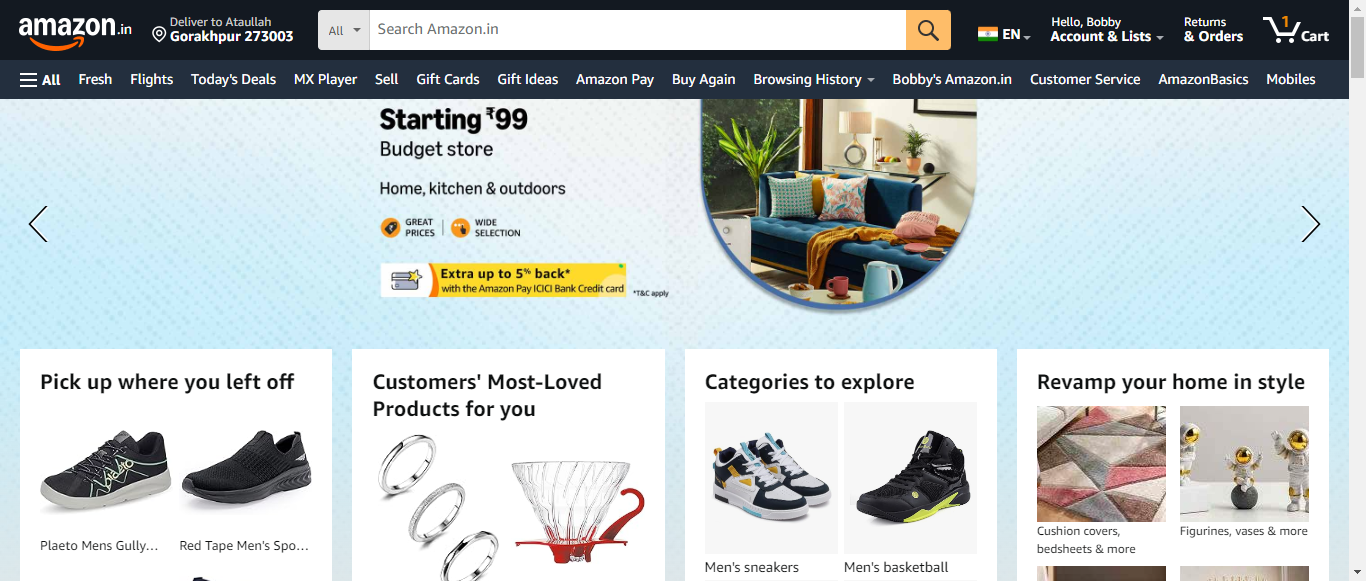 amazon.in
Deliver to Ataullah
Gorakhpur 273003
All
Search Amazon.in
EN
Hello, Bobby
Account & Lists
Returns
& Orders
1
Cart
All
Fresh
Flights
Today's Deals
MX Player
Sell
Gift Cards
Gift Ideas
Amazon Pay
Buy Again
Browsing History
Bobby's Amazon.in
Customer Service
AmazonBasics
Mobiles
Starting ₹99
Budget store
Home, kitchen & outdoors
GREAT
PRICES
WIDE
SELECTION
Extra up to 5% back*
with the Amazon Pay ICICI Bank Credit card
*T&C apply
Pick up where you left off
Plaeto Mens Gully...
Red Tape Men's Spo...
Customers' Most-Loved
Products for you
Categories to explore
Men's sneakers
Men's basketball
Revamp your home in style
Cushion covers,
bedsheets & more
Figurines, vases & more